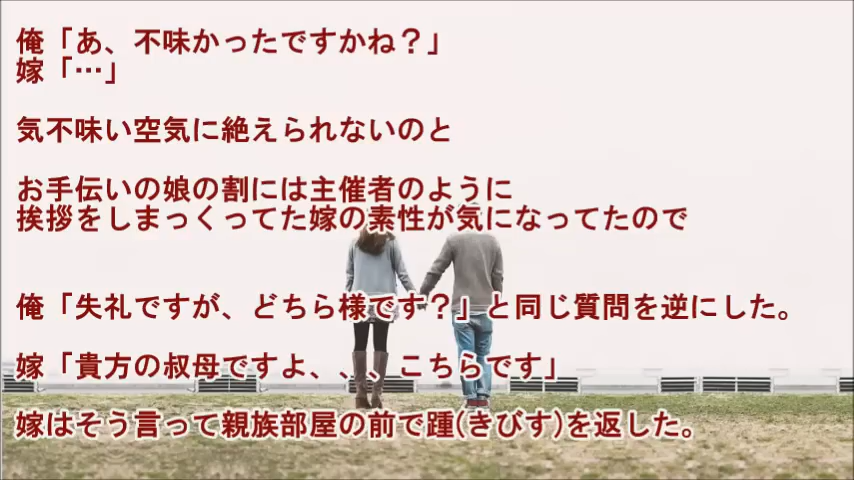 俺「あ、不味かったですかね？」
嫁「…」
気不味い空気に絶えられないのと
お手伝いの娘の割には主催者のように
挨拶をしまっくってた嫁の素性が気になってたので
俺「失礼ですが、どちら様です？」と同じ質問を逆にした。
嫁「貴方の叔母ですよ、、、こちらです」
嫁はそう言って親族部屋の前で踵(きびす)を返した。